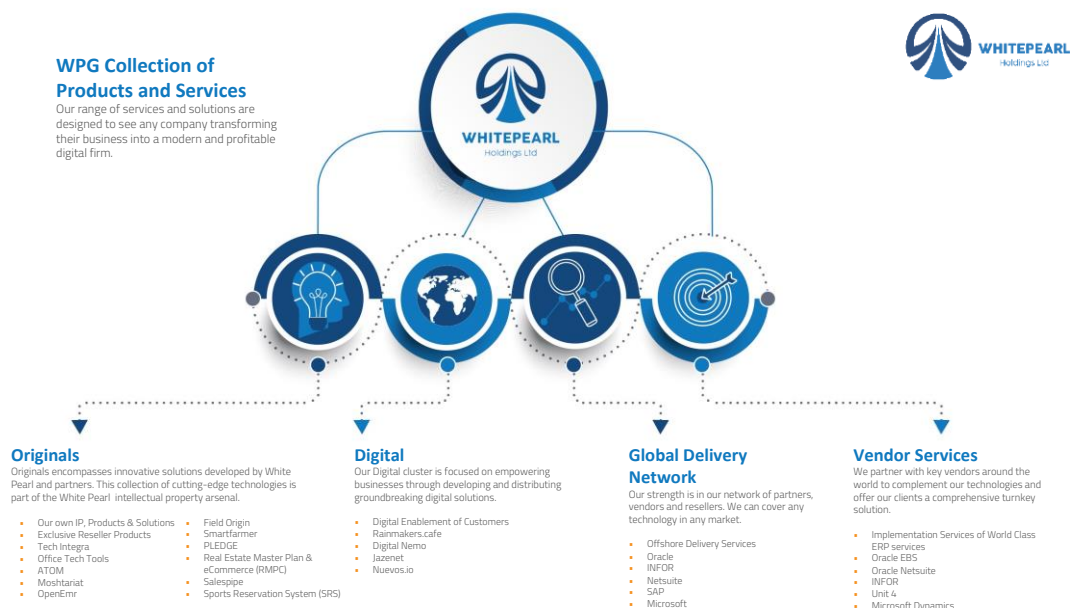 WPG Collection of
Products and Services
Our range of services and solutions are
designed to see any company transforming
their business into a modern and profitable
digital firm.
WHITEPEARL
Holdings Ltd
WHITEPEARL
Holdings Ltd
Originals
Originals encompasses innovative solutions developed by White
Pearl and partners. This collection of cutting-edge technologies is
part of the White Pearl intellectual property arsenal.
Our own IP, Products & Solutions
Exclusive Reseller Products
Tech Integra
Office Tech Tools
ATOM
Moshtariat
OpenEmr
Field Origin
Smartfarmer
PLEDGE
Real Estate Master Plan &
eCommerce (RMPC)
Salespipe
Sports Reservation System (SRS)
Digital
Our Digital cluster is focused on empowering
businesses through developing and distributing
groundbreaking digital solutions.
Digital Enablement of Customers
Rainmakers.cafe
Digital Nemo
Jazenet
Nuevos.io
Global Delivery
Network
Our strength is in our network of partners,
vendors and resellers. We can cover any
technology in any market.
Offshore Delivery Services
Oracle
INFOR
Netsuite
SAP
Microsoft
Vendor Services
We partner with key vendors around the
world to complement our technologies and
offer our clients a comprehensive turnkey
solution.
Implementation Services of World Class
ERP services
Oracle EBS
Oracle Netsuite
INFOR
Unit 4
Microsoft Dynamics